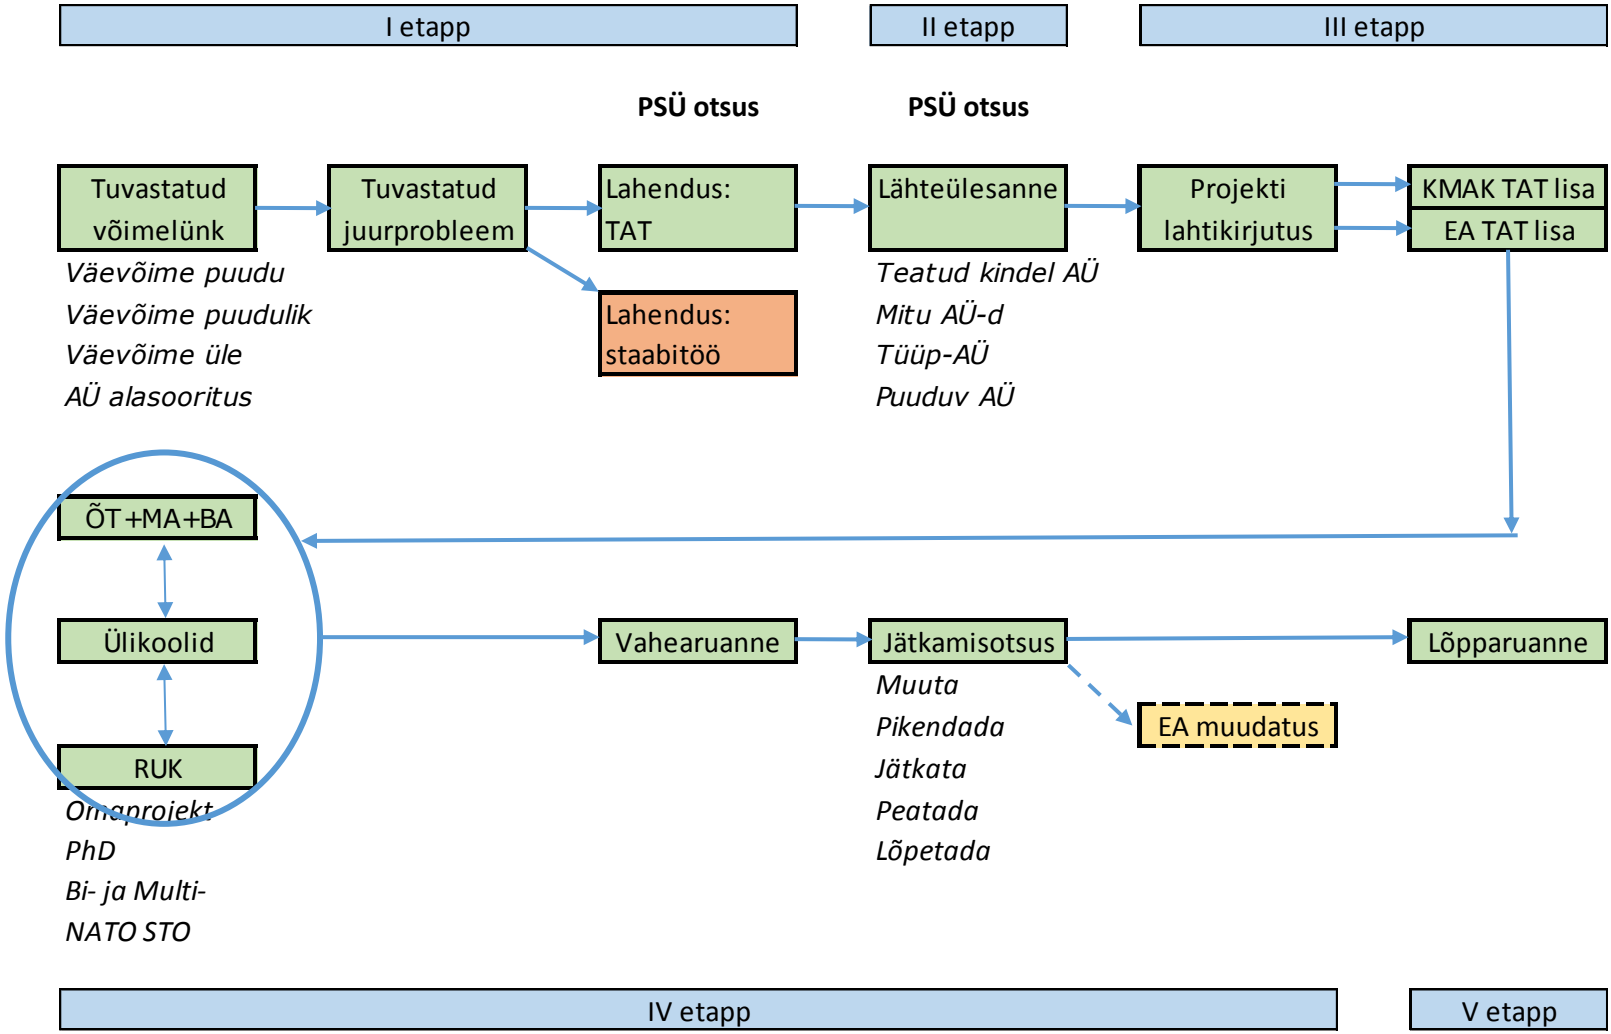 I etapp
II etapp
III etapp
PSÜ otsus
PSÜ otsus
Tuvastatud
võimelünk
Tuvastatud
juurprobleem
Lahendus:
TAT
Lähteülesanne
Projekti
lahtikirjutus
KMAK TAT lisa
EA TAT lisa
Väevõime puudu
Väevõime puudulik
Väevõime üle
AÜ alasooritus
Lahendus:
staabitöö
Teatud kindel AÜ
Mitu AÜ-d
Tüüp-AÜ
Puuduv AÜ
ÕT+MA+BA
Ülikoolid
RUK
Omaprojekt
PhD
Bi- ja Multi-
NATO STO
Vahearuanne
Jätkamisotsus
Muuta
Pikendada
Jätkata
Peatada
Lõpetada
EA muudatus
Lõpparuanne
IV etapp
V etapp